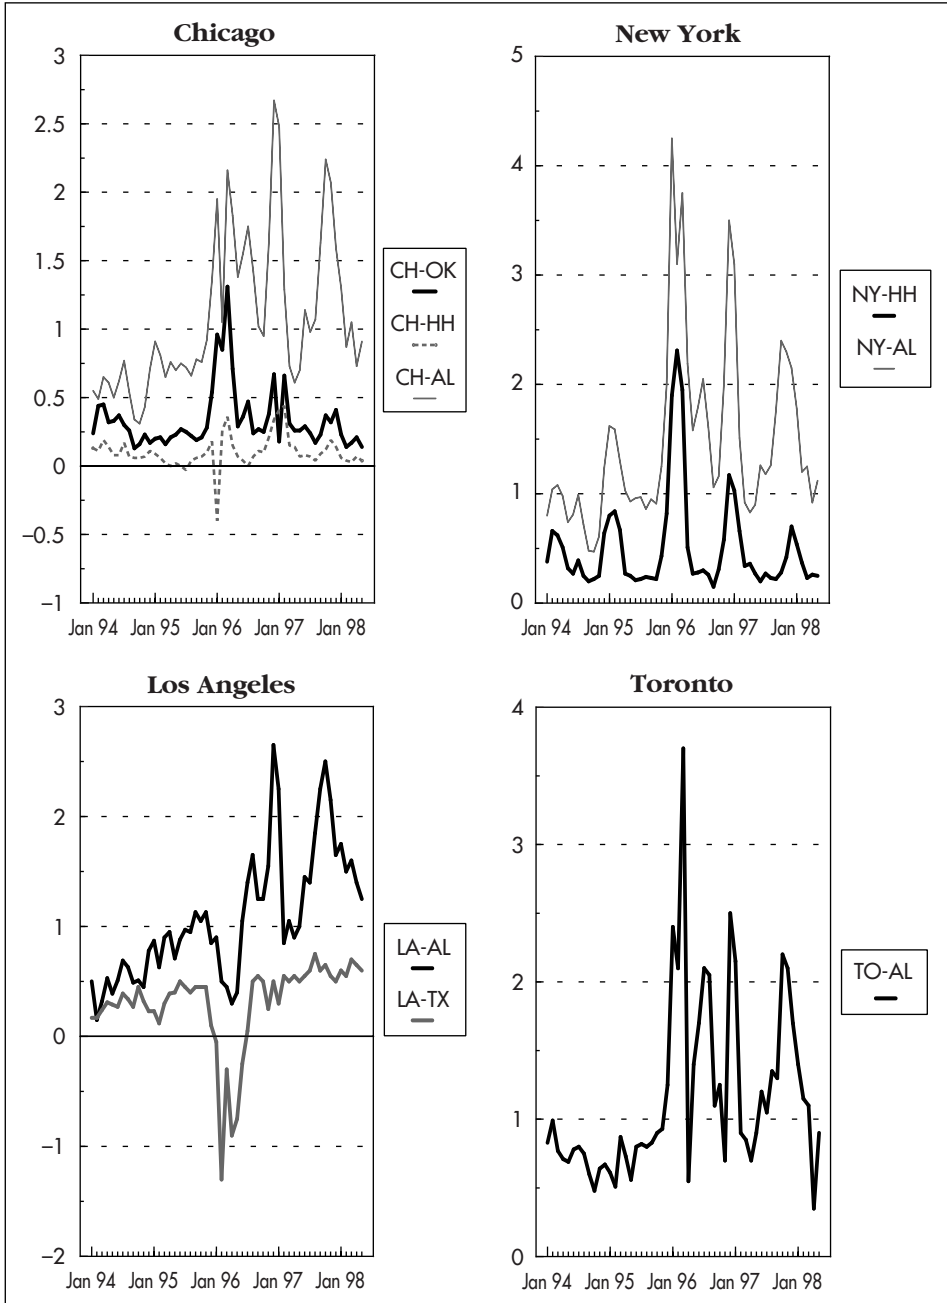 Chicago
3
2.5
2
1.5
1
0.5
0
−0.5
−1
Jan 94 Jan 95 Jan 96 Jan 97 Jan 98
CH-OK
CH-HH
CH-AL
New York
5
4
3
2
1
0
Jan 94 Jan 95 Jan 96 Jan 97 Jan 98
NY-HH
NY-AL
Los Angeles
3
2
1
0
−1
−2
Jan 94 Jan 95 Jan 96 Jan 97 Jan 98
LA-AL
LA-TX
Toronto
4
3
2
1
0
Jan 94 Jan 95 Jan 96 Jan 97 Jan 98
TO-AL